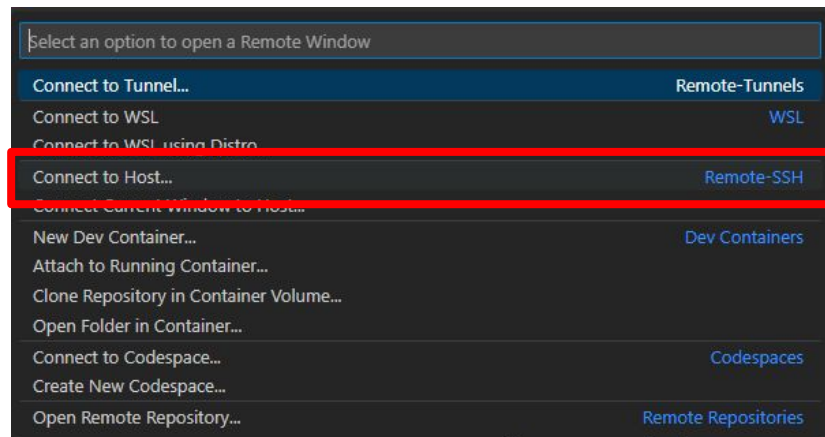 Select an option to open a Remote Window
Connect to Tunnel... Remote-Tunnels
Connect to WSL WSL
Connect to WSL using Distro
Connect to Host... Remote-SSH
Connect Current Window to Host...
New Dev Container... Dev Containers
Attach to Running Container...
Clone Repository in Container Volume...
Open Folder in Container...
Connect to Codespace... Codespaces
Create New Codespace...
Open Remote Repository... Remote Repositories